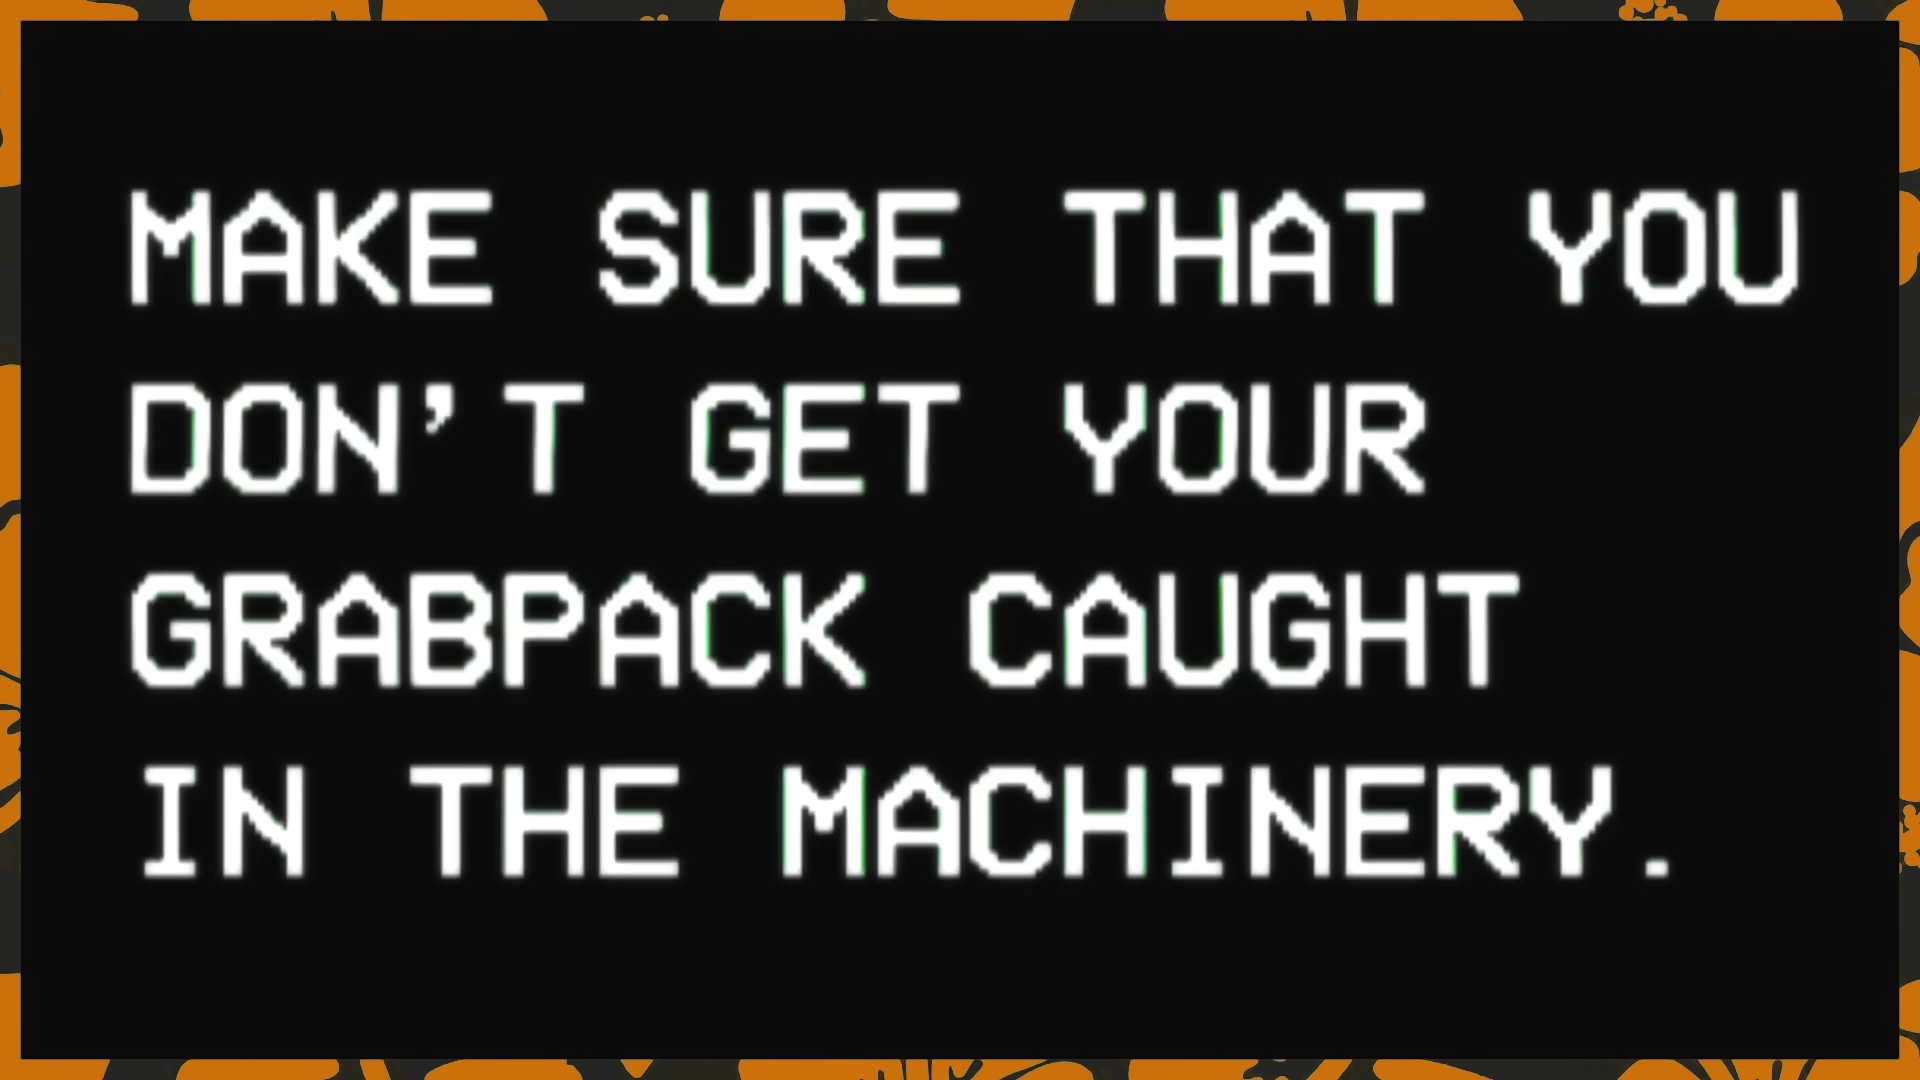 MAKE SURE THAT YOU
DON’T GET YOUR
GRABPACK CAUGHT
IN THE MACHINERY.